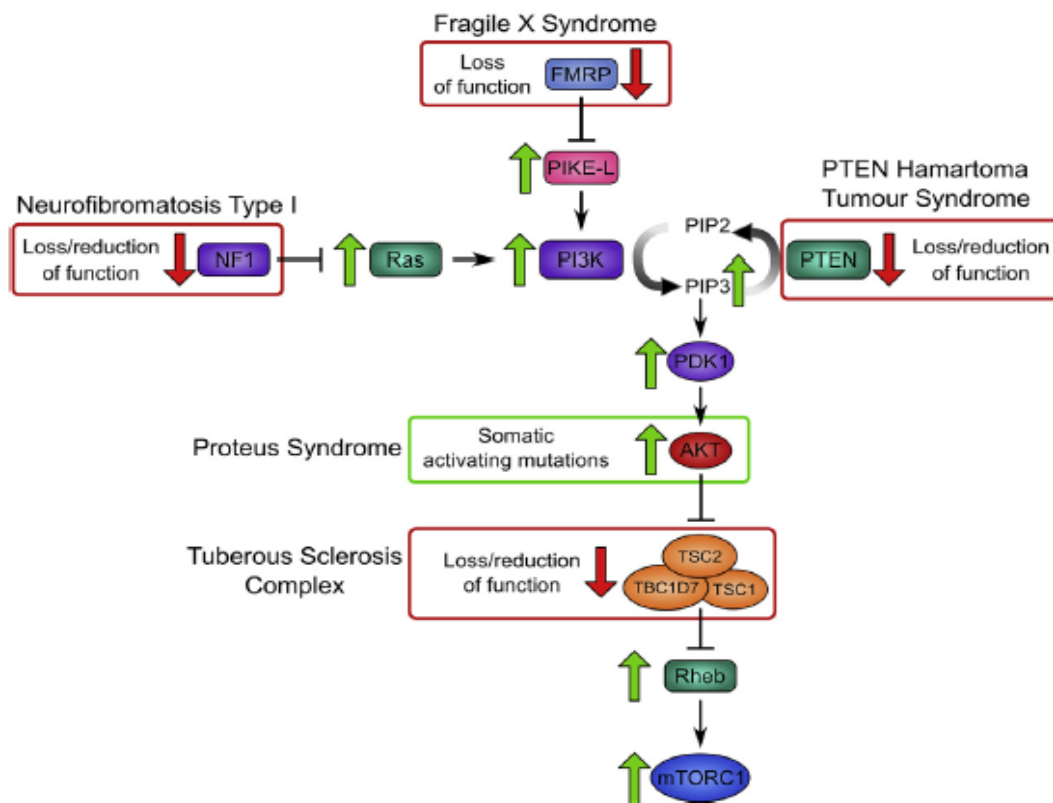 Fragile X Syndrome
Loss
of function
FMRP
PIKE-L
PTEN Hamartoma
Tumour Syndrome
Neurofibromatosis Type I
Loss/reduction
of function
NF1
Ras
PI3K
PIP2
PIP3
PTEN
Loss/reduction
of function
PDK1
Proteus Syndrome
Somatic
activating mutations
AKT
Tuberous Sclerosis
Complex
Loss/reduction
of function
TSC2
TBC1D7
TSC1
Rheb
mTORC1